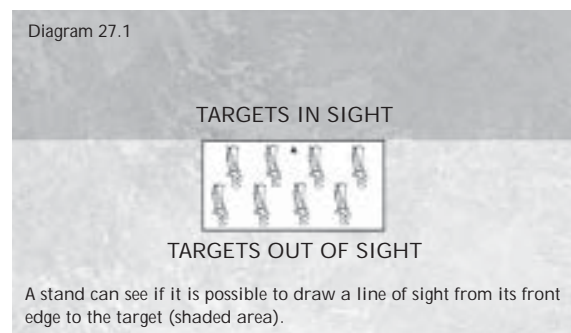 Diagram 27.1
TARGETS IN SIGHT
TARGETS OUT OF SIGHT
A stand can see if it is possible to draw a line of sight from its front
edge to the target (shaded area).